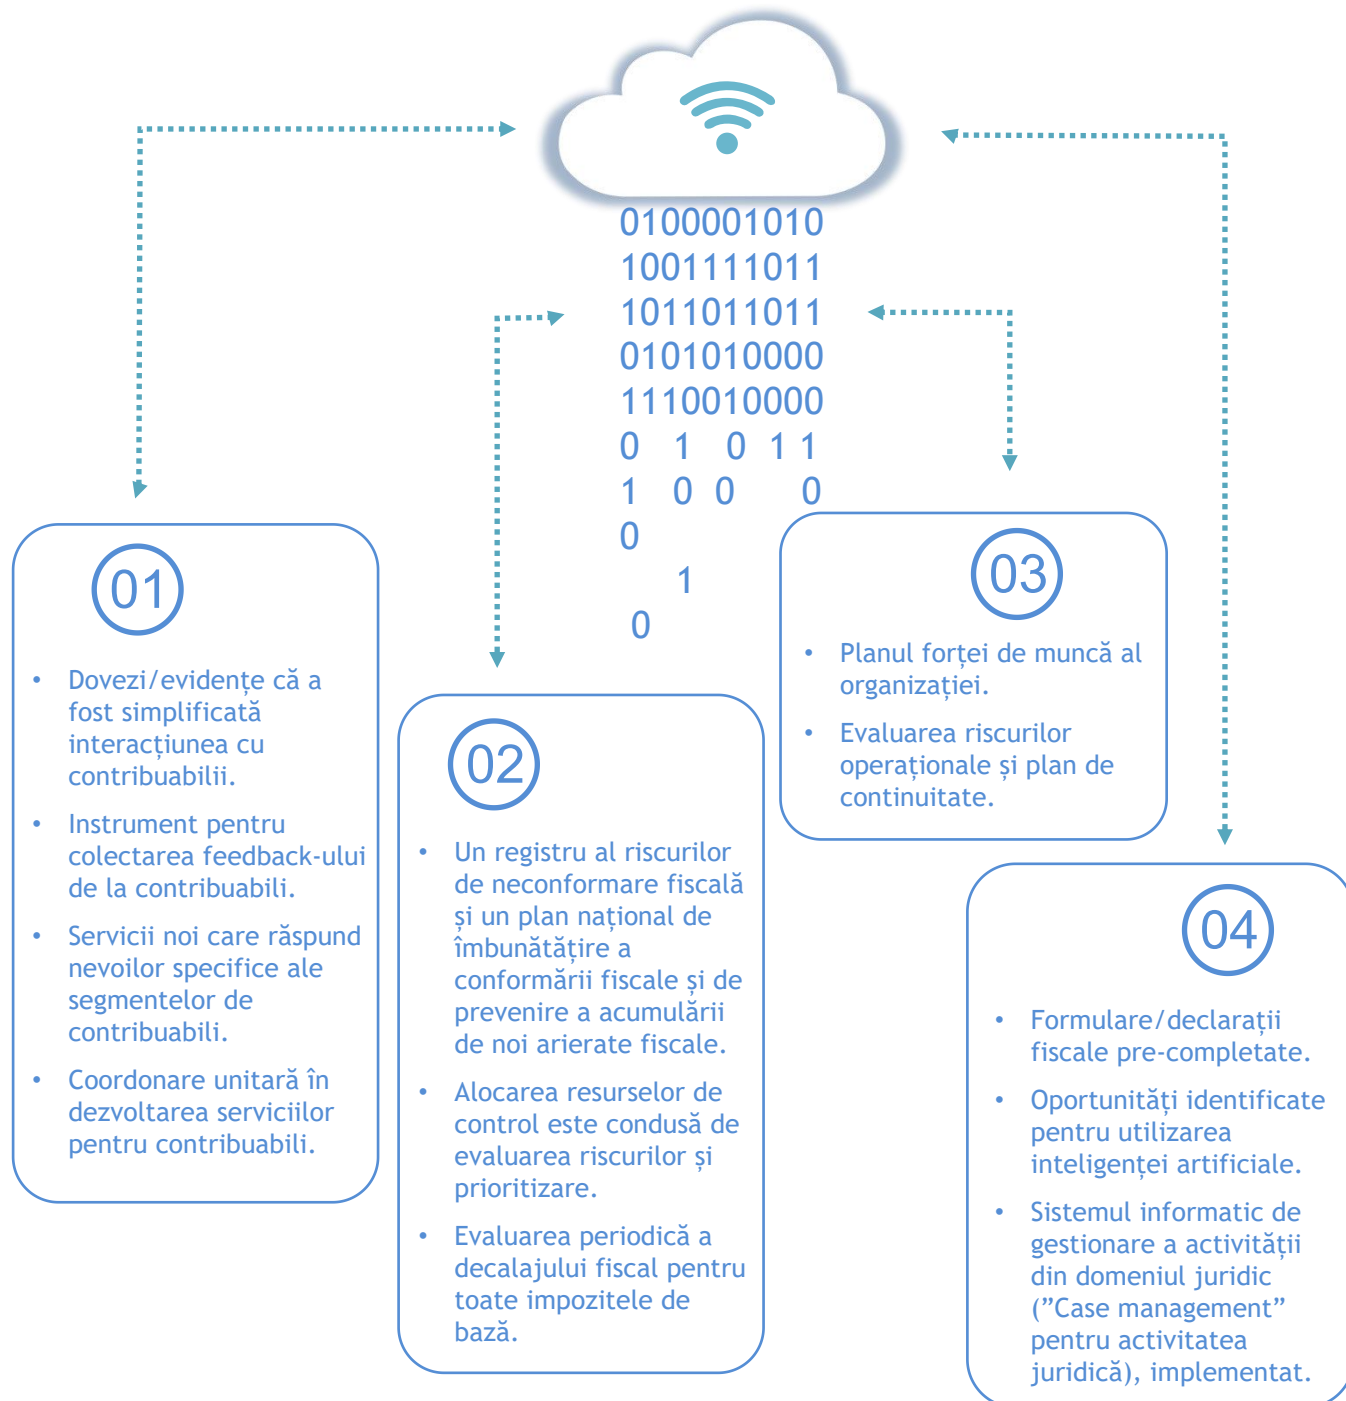 0100001010
1001111011
1011011011
0101010000
1110010000
0 1 0 1 1
1 0 0 0
0
1
0
01
• Dovezi/evidențe că a
fost simplificată
interacțiunea cu
contribuabilii.
• Instrument pentru
colectarea feedback-ului
de la contribuabili.
• Servicii noi care răspund
nevoilor specifice ale
segmentelor de
contribuabili.
• Coordonare unitară în
dezvoltarea serviciilor
pentru contribuabili.
02
• Un registru al riscurilor
de neconformare fiscală
și un plan național de
îmbunătățire a
conformării fiscale și de
prevenire a acumulării
de noi arierate fiscale.
• Alocarea resurselor de
control este condusă de
evaluarea riscurilor și
prioritizare.
• Evaluarea periodică a
decalajului fiscal pentru
toate impozitele de
bază.
03
• Planul forței de muncă al
organizației.
• Evaluarea riscurilor
operaționale și plan de
continuitate.
04
• Formulare/declarații
fiscale pre-completate.
• Oportunități identificate
pentru utilizarea
inteligenței artificiale.
• Sistemul informatic de
gestionare a activității
din domeniul juridic
(”Case management”
pentru activitatea
juridică), implementat.